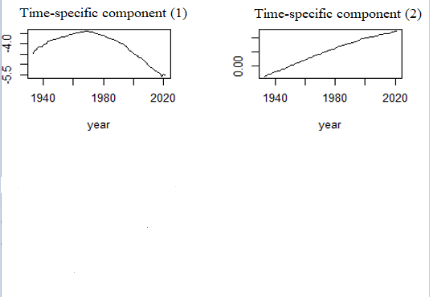 Time-specific component (1)
Time-specific component (2)
-4.0
-5.5
0.00
1940 1980 2020
1940 1980 2020
year
year